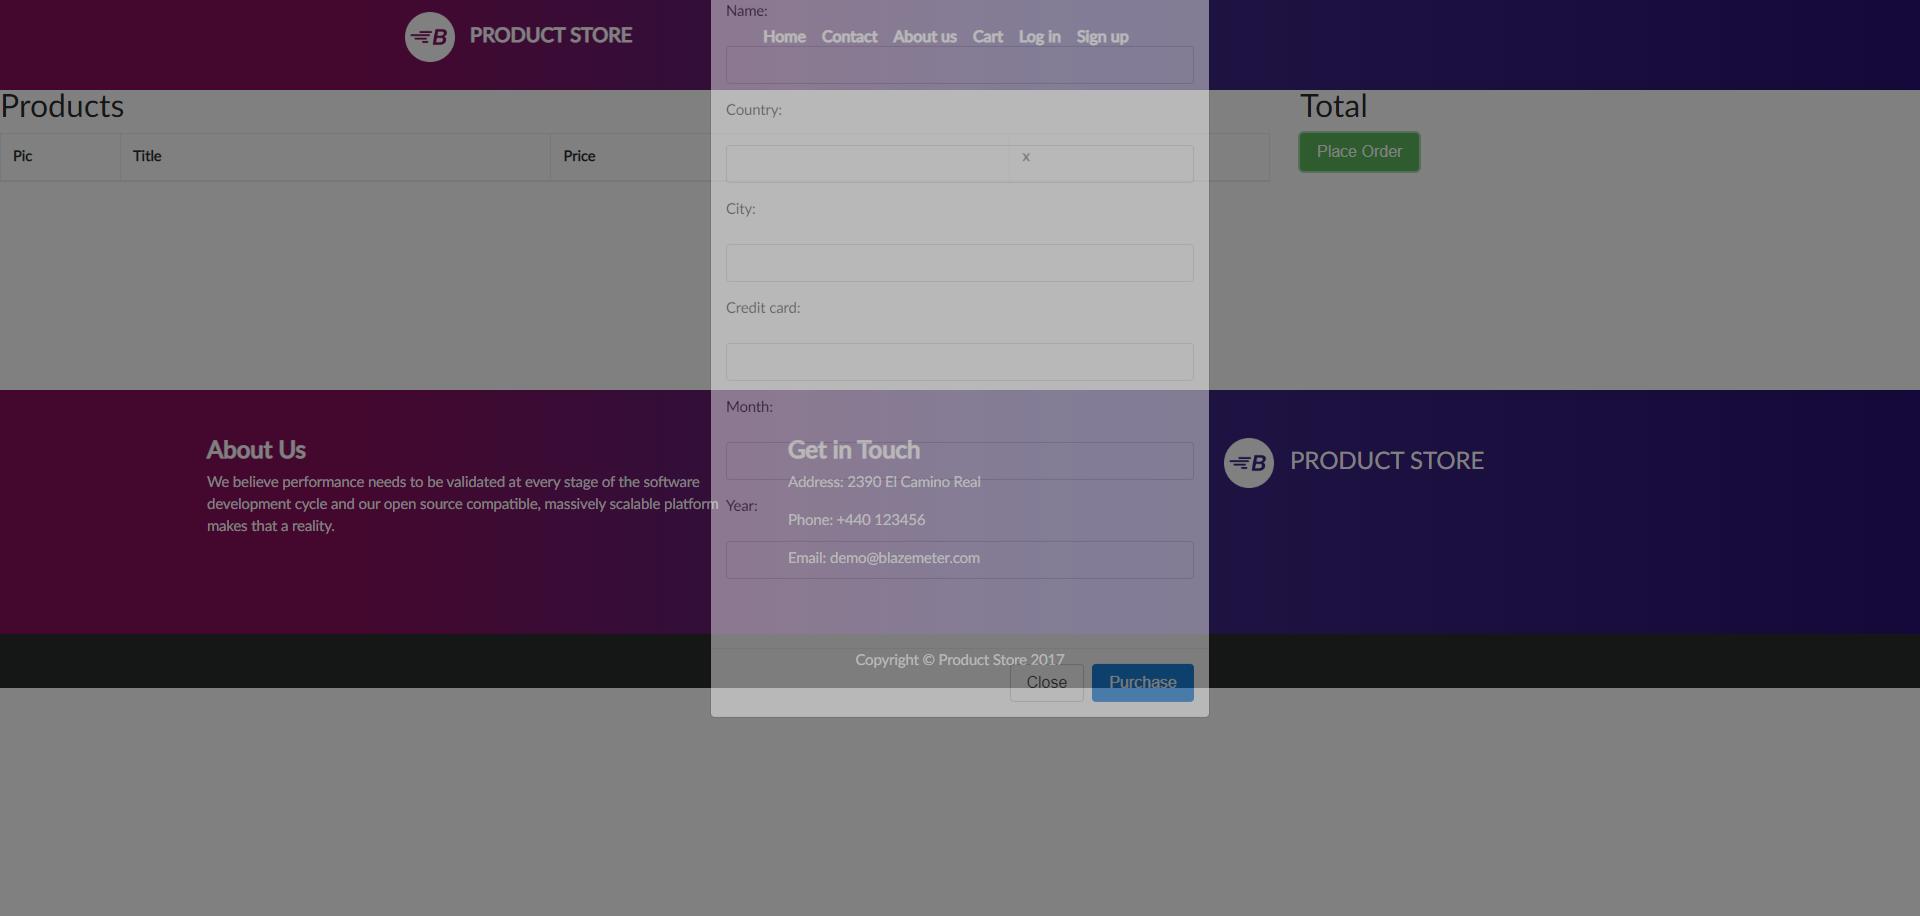 Name:
B PRODUCT STORE
Home Contact About us Cart Log in Sign up
Products
Total
Country:
Pic Title Price x
Place Order
City:
Credit card:
Month:
About Us
We believe performance needs to be validated at every stage of the software
development cycle and our open source compatible, massively scalable platform
makes that a reality.
Get in Touch
Address: 2390 El Camino Real
Year:
Phone: +440 123456
Email: demo@blazemeter.com
B PRODUCT STORE
Copyright © Product Store 2017
Close Purchase